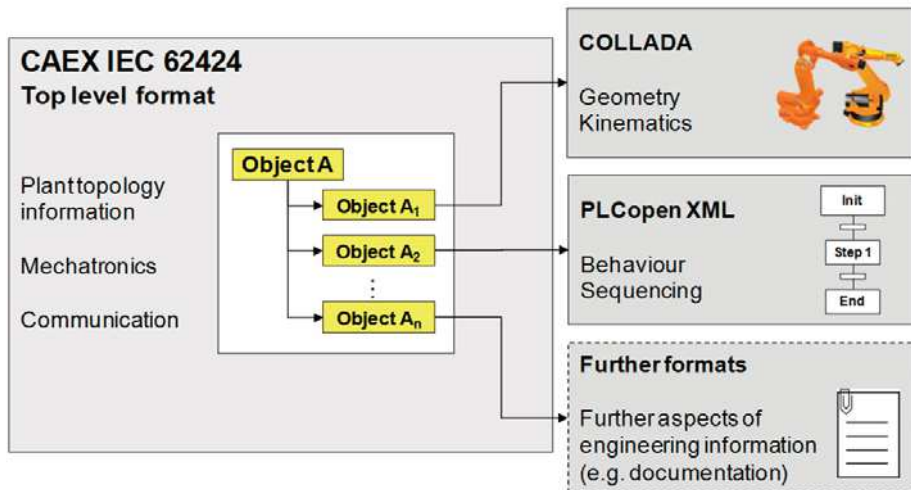 CAEX IEC 62424
Top level format
Plant topology
information
Mechatronics
Communication
Object A
Object A1
Object A2
⋮
Object An
COLLADA
Geometry
Kinematics
PLCopen XML
Behaviour
Sequencing
Init
Step 1
End
Further formats
Further aspects of
engineering information
(e.g. documentation)